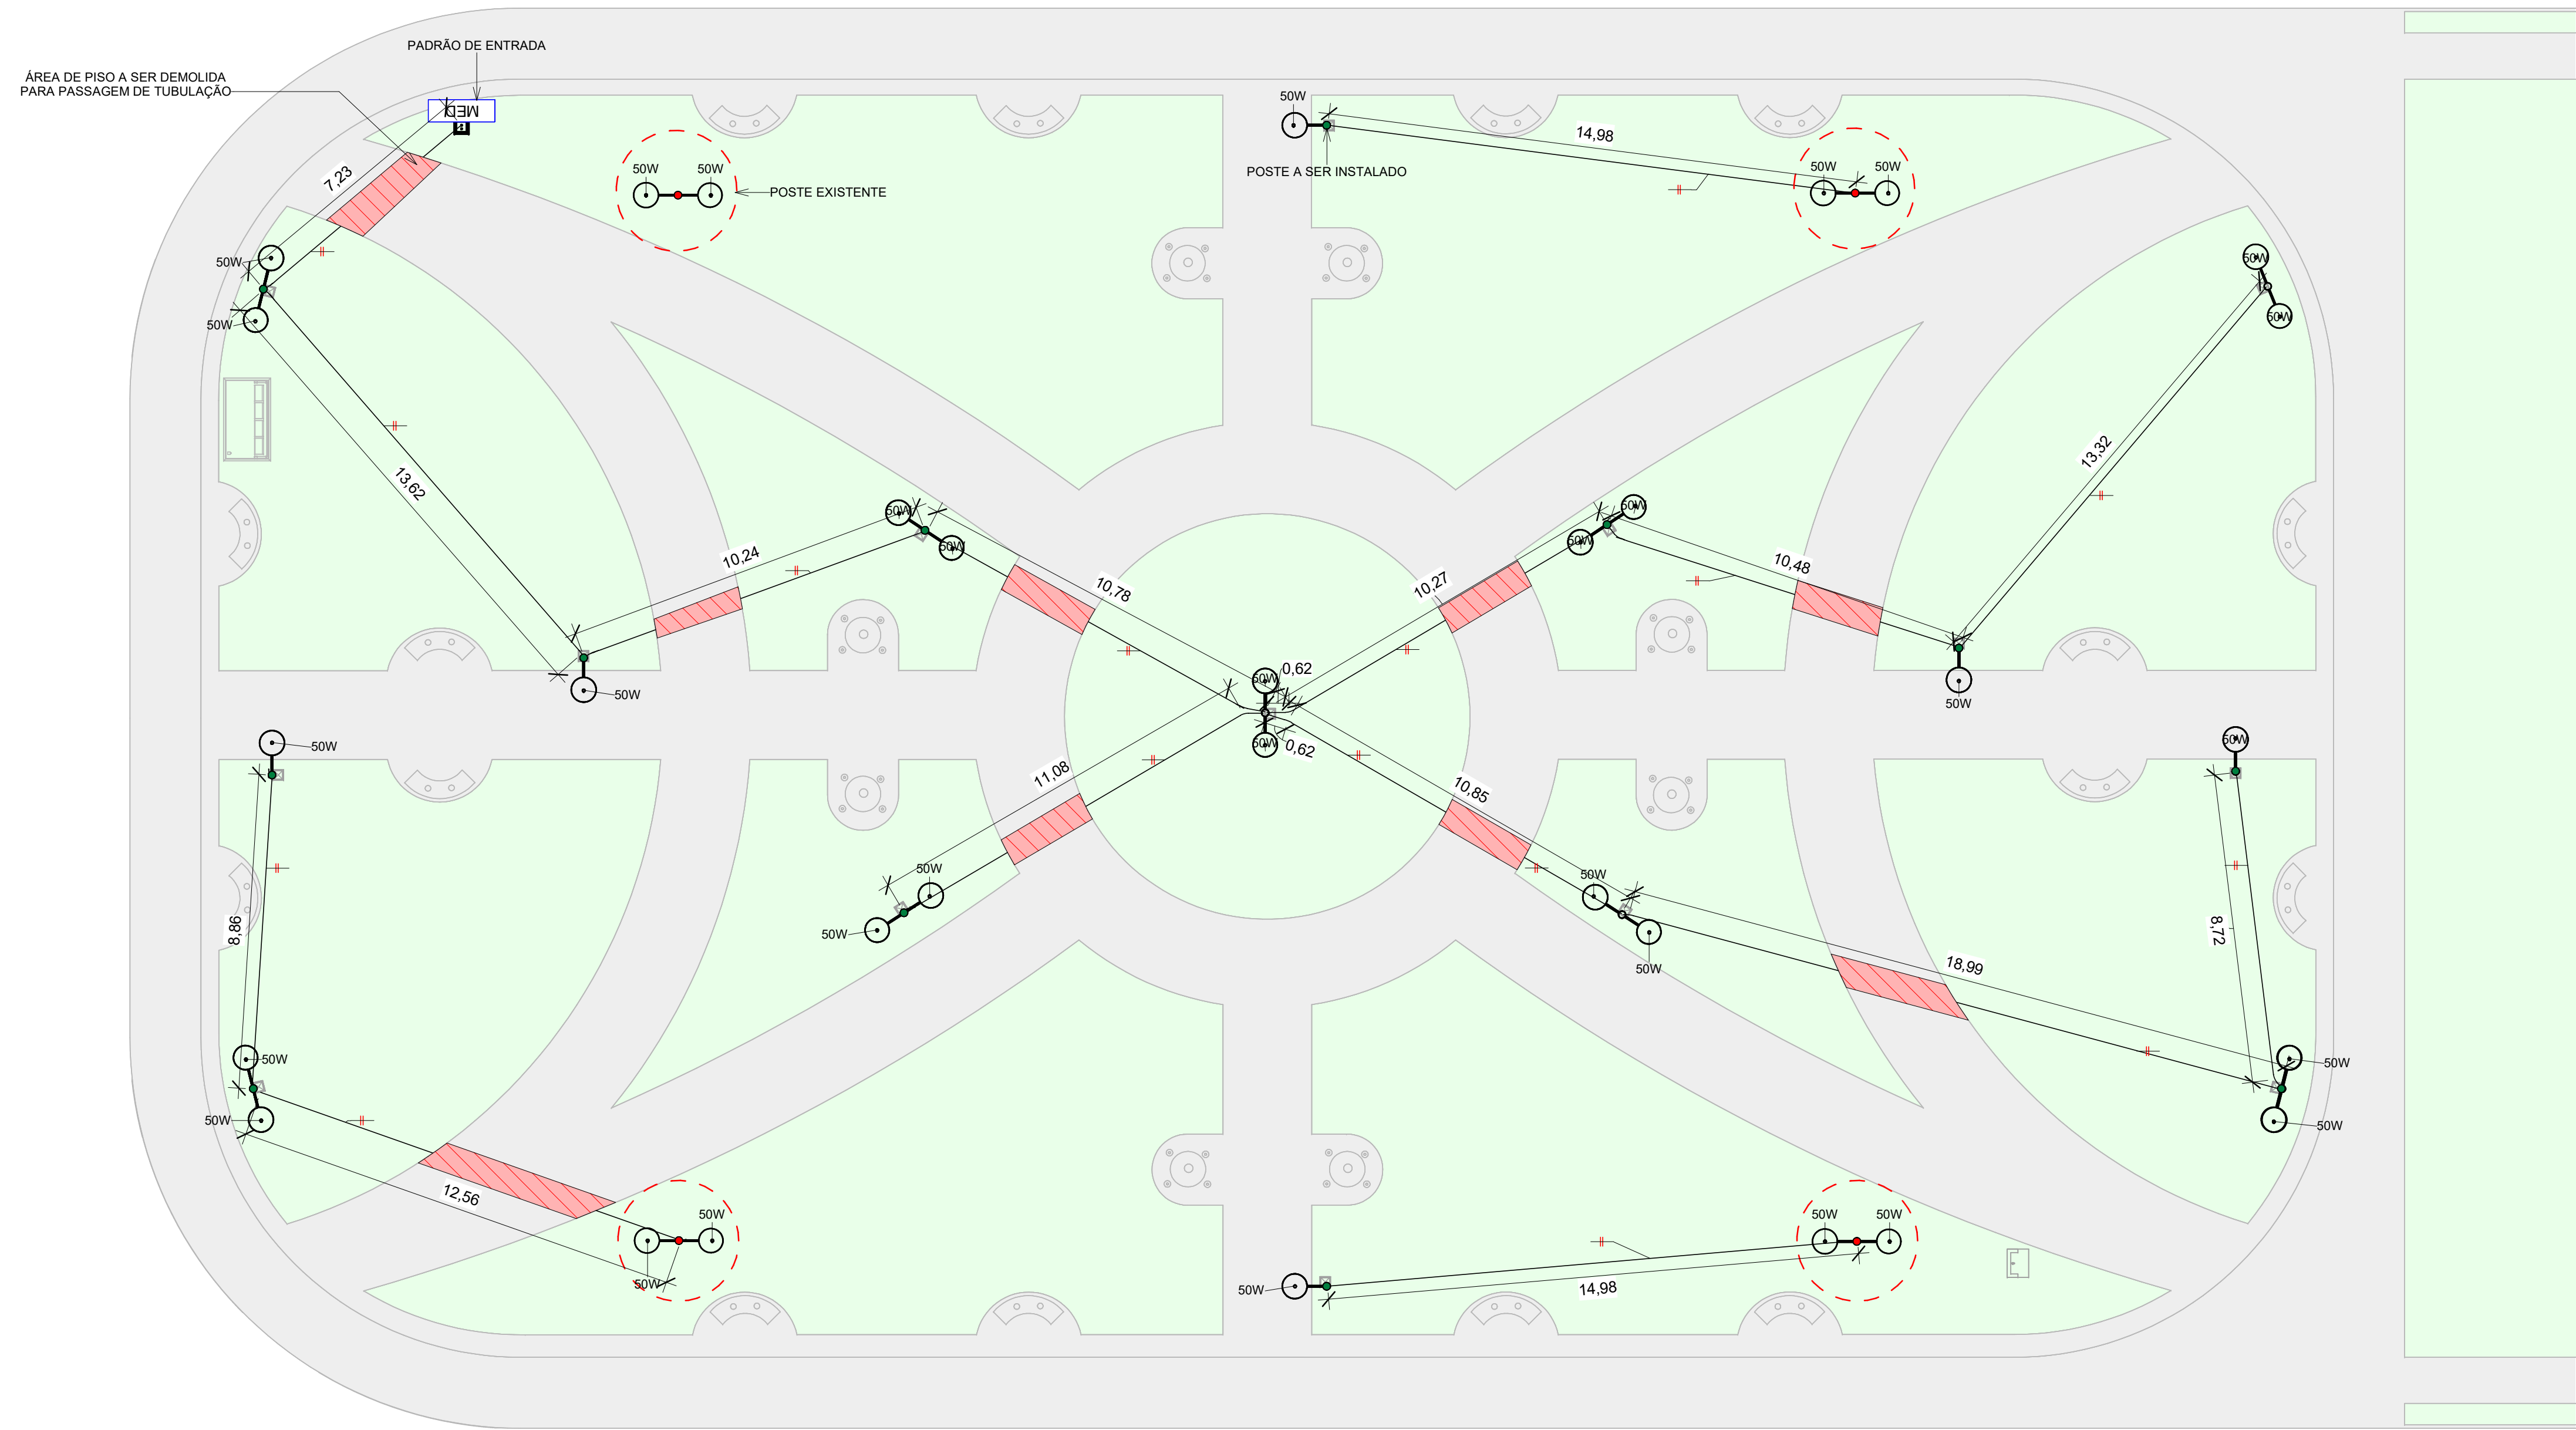 PADRÃO DE ENTRADA
ÁREA DE PISO A SER DEMOLIDA
PARA PASSAGEM DE TUBULAÇÃO
MED
a
50W
14,98
POSTE A SER INSTALADO
50W
50W
50W
50W
POSTE EXISTENTE
7,23
50W
50W
50W
50W
13,62
13,32
50W
50W
10,24
10,78
50W
50W
10,27
10,48
50W
50W
0,62
50W
0,62
50W
50W
50W
50W
11,08
10,85
8,86
8,72
50W
50W
50W
50W
18,99
50W
50W
50W
50W
12,56
50W
50W
50W
50W
50W
14,98